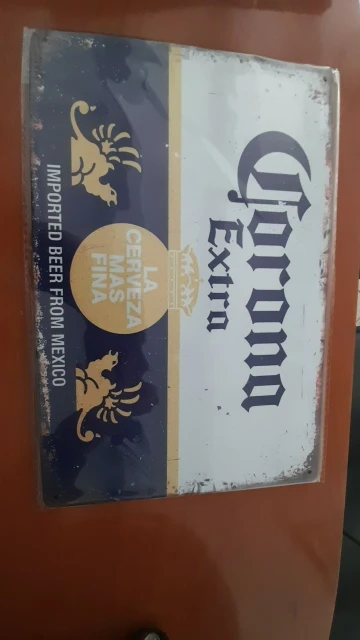 Corona
Extra
LA
CERVEZA
MAS
FINA
IMPORTED BEER FROM MEXICO